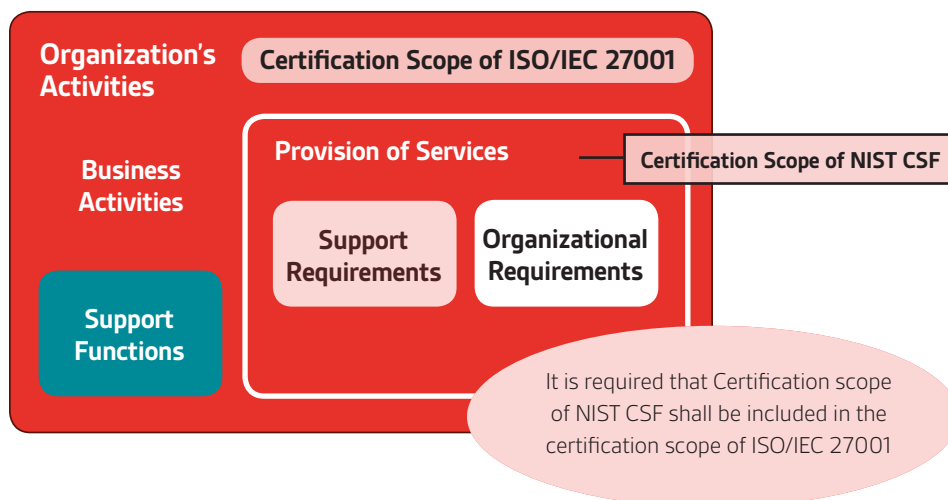 Organization's
Activities
Certification Scope of ISO/IEC 27001
Provision of Services
Certification Scope of NIST CSF
Business
Activities
Support
Requirements
Organizational
Requirements
Support
Functions
It is required that Certification scope
of NIST CSF shall be included in the
certification scope of ISO/IEC 27001